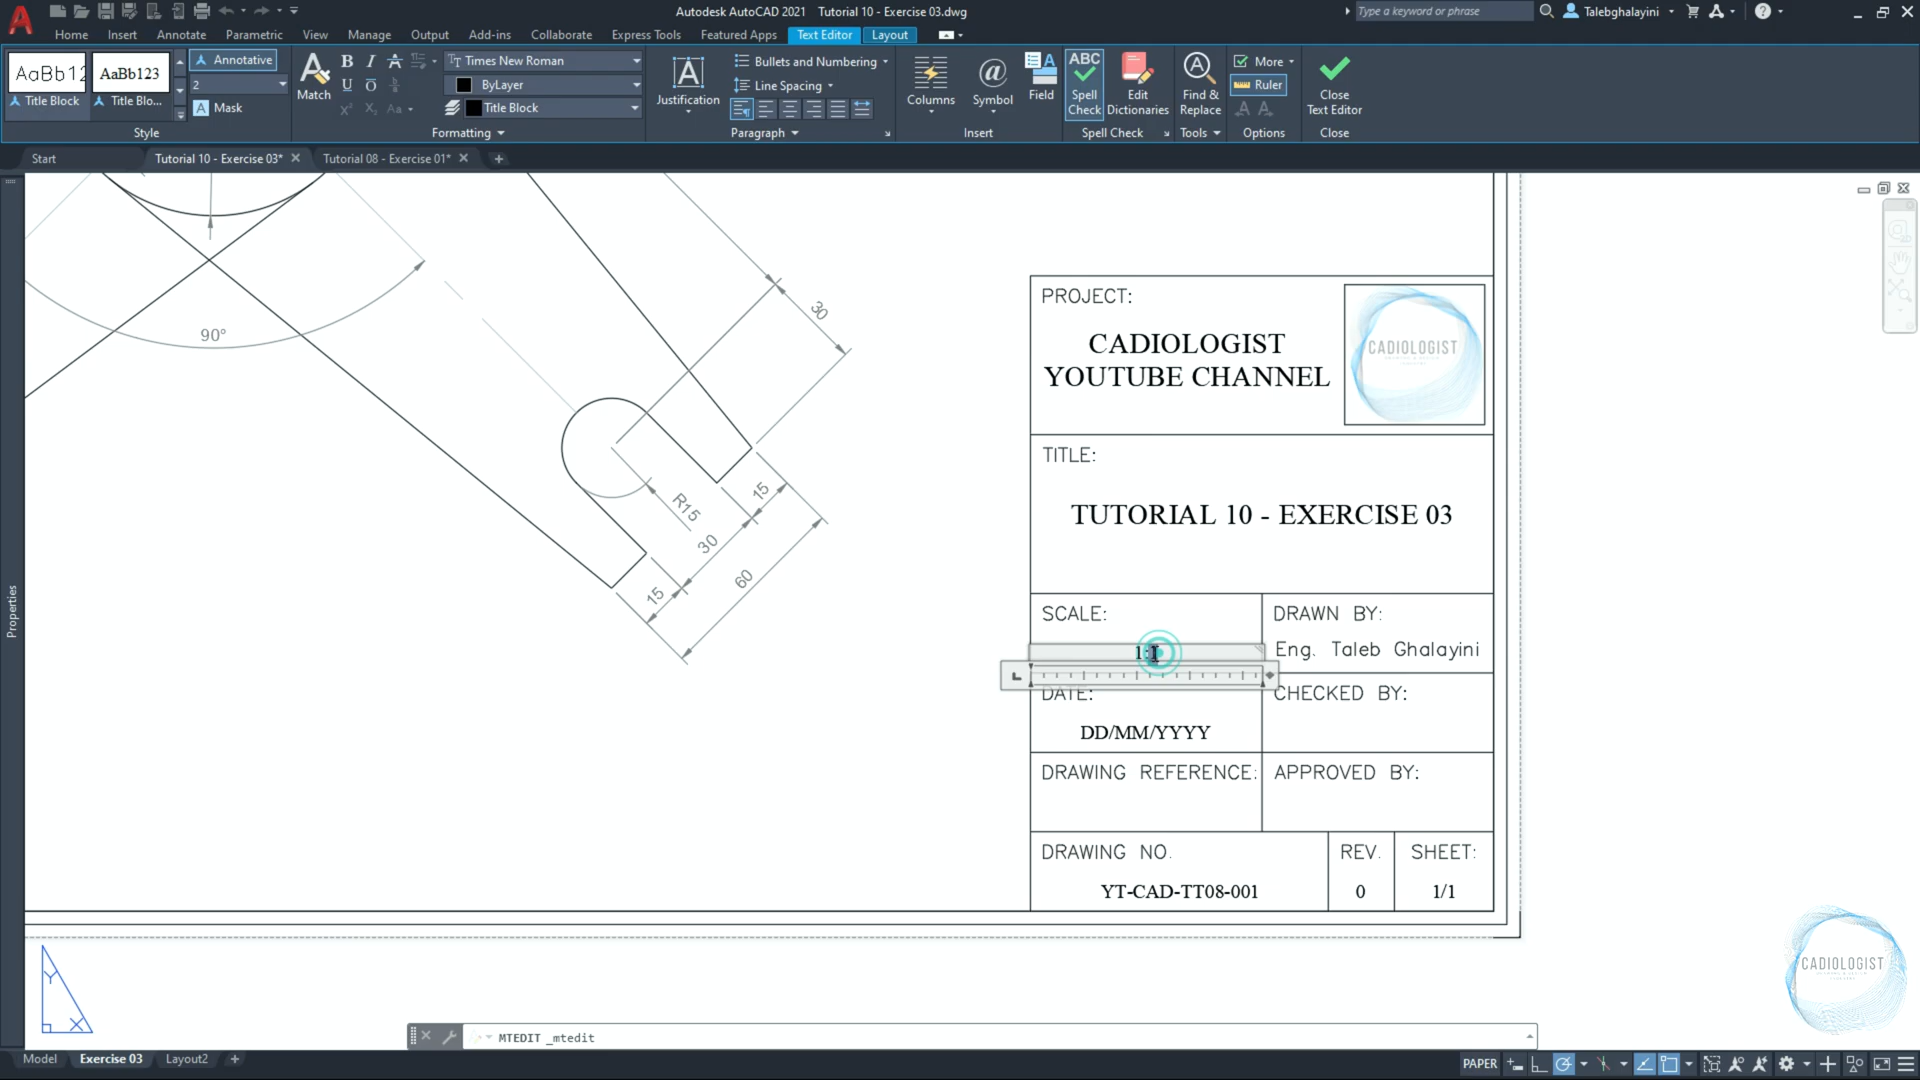 Autodesk AutoCAD 2021 Tutorial 10 - Exercise 03.dwg
Type a keyword or phrase
Talebghalayini
Home Insert Annotate Parametric View Manage Output Add-ins Collaborate Express Tools Featured Apps Text Editor Layout
AaBb12 AaBb123
Title Block Title Blo...
Annotative
2
Mask
Style
Match
B I
U O
Aa
Times New Roman
ByLayer
Title Block
Formatting
Justification
Bullets and Numbering
Line Spacing
Paragraph
Columns
Symbol
Field
Insert
ABC
Spell Check
Edit Dictionaries
Spell Check
Find & Replace
Tools
More
Ruler
Options
Close Text Editor
Close
Start
Tutorial 10 - Exercise 03*
Tutorial 08 - Exercise 01*
Properties
90°
30
R15
15
30
60
15
PROJECT:
CADIOLOGIST
YOUTUBE CHANNEL
CADIOLOGIST
TITLE:
TUTORIAL 10 - EXERCISE 03
SCALE:
DRAWN BY:
Eng. Taleb Ghalayini
DATE:
DD/MM/YYYY
CHECKED BY:
DRAWING REFERENCE:
APPROVED BY:
DRAWING NO.
YT-CAD-TT08-001
REV.
0
SHEET:
1/1
CADIOLOGIST
Y
X
MTEDIT _mtedit
Model Exercise 03 Layout2
PAPER